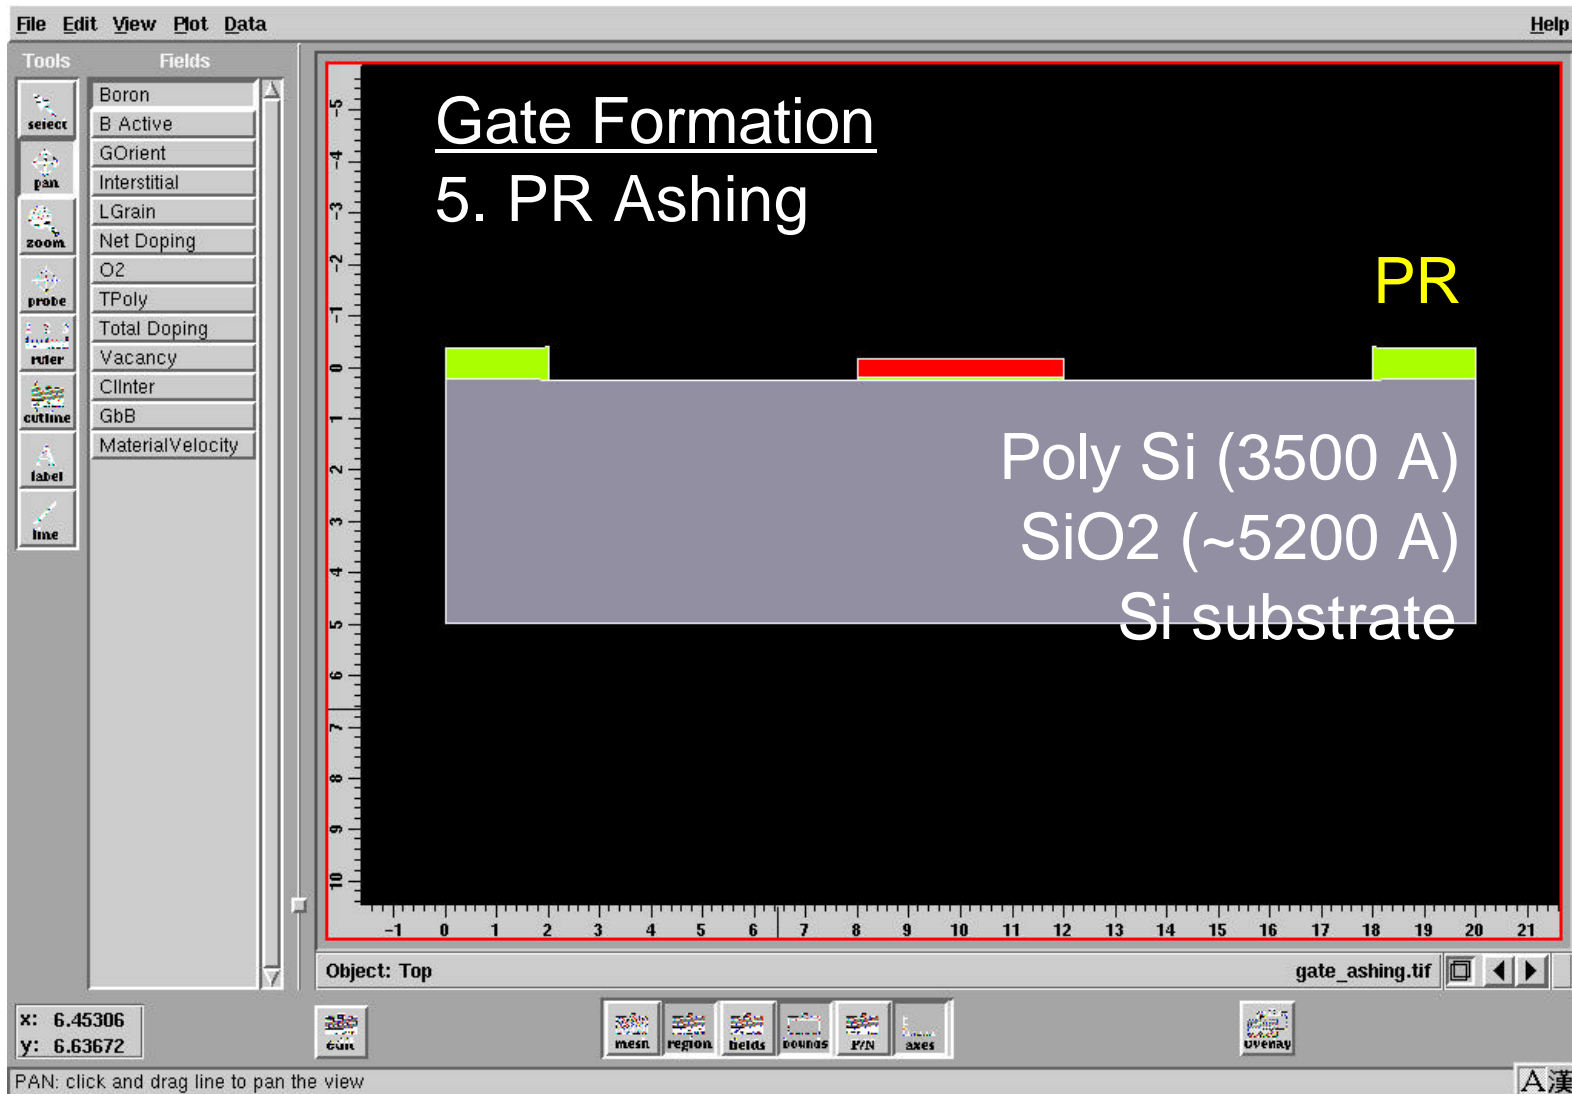 File Edit View Plot Data Help
Tools Fields
select
pan
zoom
probe
ruler
cutline
label
line
Boron
B Active
GOrient
Interstitial
LGrain
Net Doping
O2
TPoly
Total Doping
Vacancy
CIInter
GbB
MaterialVelocity
Gate Formation
5. PR Ashing
PR
Poly Si (3500 A)
SiO2 (~5200 A)
Si substrate
-5
-4
-3
-2
-1
0
1
2
3
4
5
6
7
8
9
10
-1 0 1 2 3 4 5 6 7 8 9 10 11 12 13 14 15 16 17 18 19 20 21
Object: Top gate_ashing.tif
x: 6.45306
y: 6.63672
edit
mesh region fields bounds P/N axes
overlay
PAN: click and drag line to pan the view
A漢